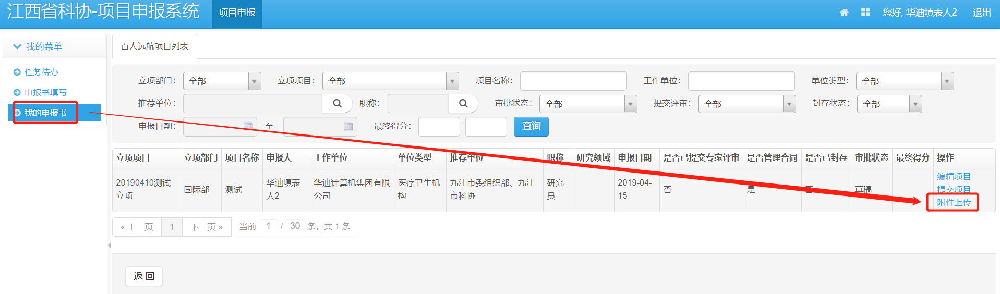 江西省科协-项目申报系统 项目申报 您好, 华迪填表人2 退出
我的菜单
任务待办
申报书填写
我的申报书
百人远航项目列表
立项部门: 全部 立项项目: 全部 项目名称: 工作单位: 单位类型: 全部
推荐单位: 职称: 审批状态: 全部 提交评审: 全部 封存状态: 全部
申报日期: -至- 最终得分: - 查询
立项项目 立项部门 项目名称 申报人 工作单位 单位类型 推荐单位 职称 研究领域 申报日期 是否已提交专家评审 是否管理合同 是否已封存 审批状态 最终得分 操作
20190410测试立项 国际部 测试 华迪填表人2 华迪计算机集团有限公司 医疗卫生机构 九江市委组织部、九江市科协 研究员 2019-04-15 否 是 否 草稿 编辑项目
提交项目
附件上传
« 上一页 1 下一页 » 当前 1 / 30 条, 共 1 条
返 回